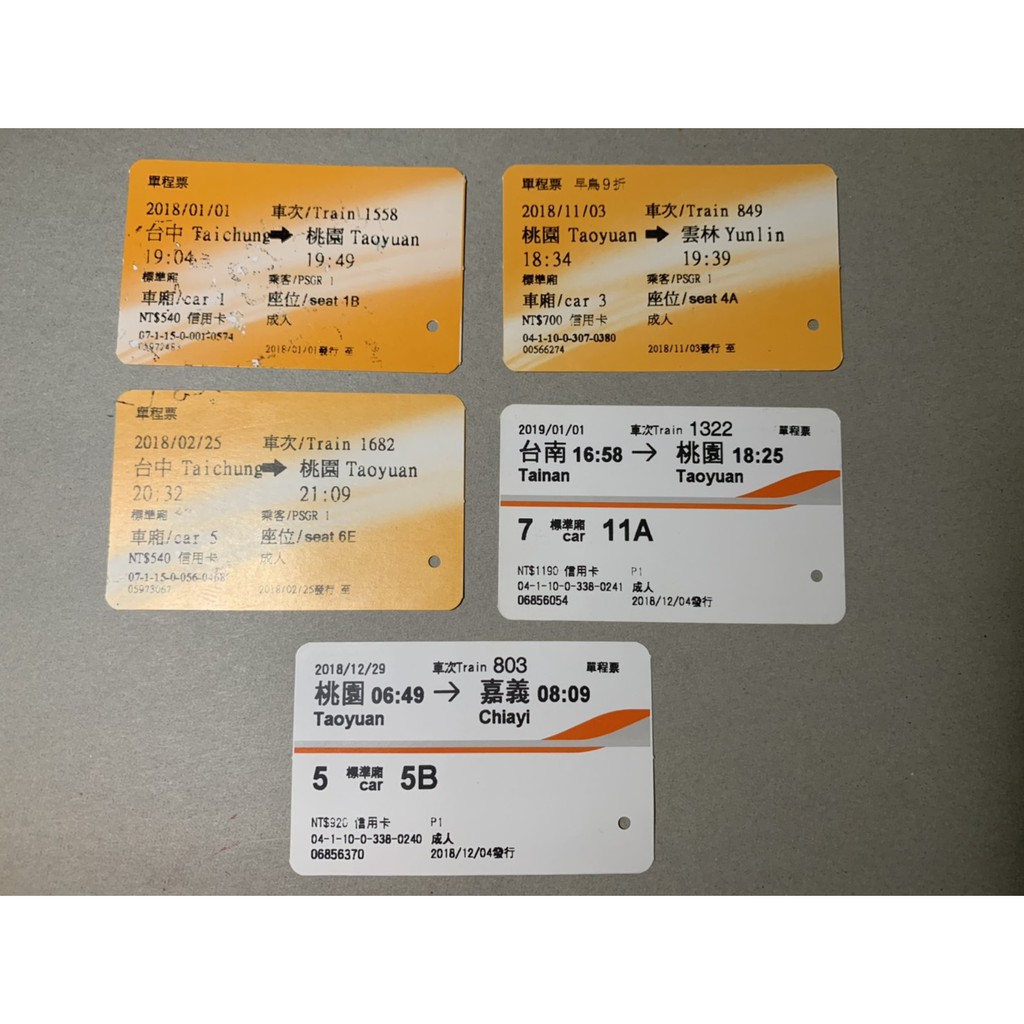 單程票
2018/01/01 車次/Train 1558
台中 Taichung➡ 桃園 Taoyuan
19:04 19:49
標準廂 乘客/PSGR 1
車廂/car 1 座位/seat 1B
NT$540 信用卡 成人
07-1-15-0-001-0574
2018/01/01發行 至
單程票 早鳥9折
2018/11/03 車次/Train 849
桃園 Taoyuan ➡ 雲林 Yunlin
18:34 19:39
標準廂 乘客/PSGR 1
車廂/car 3 座位/seat 4A
NT$700 信用卡 成人
04-1-10-0-307-0380
00566274 2018/11/03發行 至
單程票
2018/02/25 車次/Train 1682
台中 Taichung➡ 桃園 Taoyuan
20:32 21:09
標準廂 乘客/PSGR 1
車廂/car 5 座位/seat 6E
NT$540 信用卡 成人
05973067 2018/02/25發行 至
2019/01/01 車次Train 1322 單程票
台南 16:58 → 桃園 18:25
Tainan Taoyuan
7 標準廂 car 11A
NT$1190 信用卡 P1
04-1-10-0-338-0241 成人
06856054 2018/12/04發行
2018/12/29 車次Train 803 單程票
桃園 06:49 → 嘉義 08:09
Taoyuan Chiayi
5 標準廂 car 5B
NT$920 信用卡 P1
04-1-10-0-338-0240 成人
06856370 2018/12/04發行